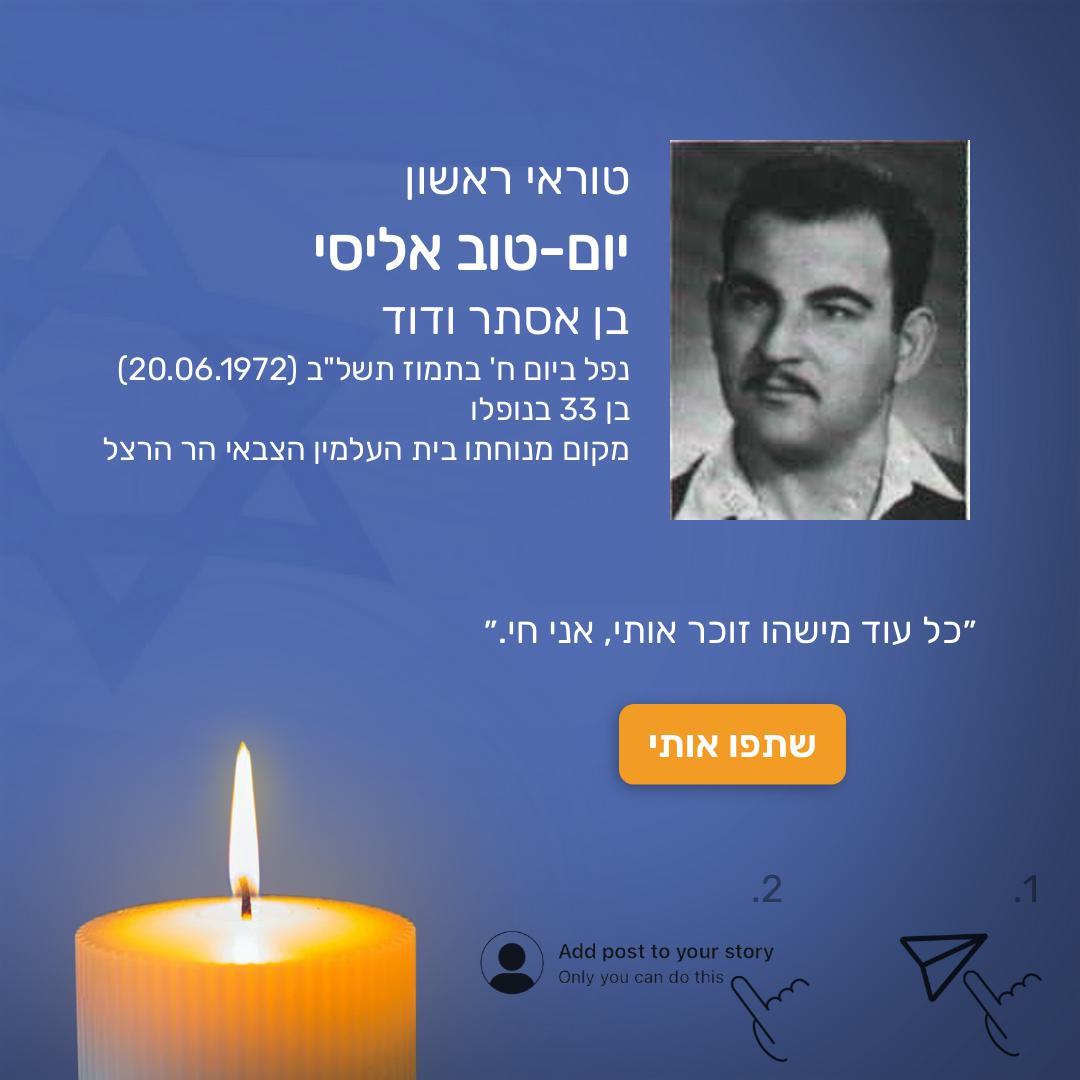 טוראי ראשון
יום-טוב אליסי
בן אסתר ודוד
נפל ביום ח' בתמוז תשל"ב (20.06.1972)
בן 33 בנופלו
מקום מנוחתו בית העלמין הצבאי הר הרצל
״כל עוד מישהו זוכר אותי, אני חי.״
שתפו אותי
.1
.2
Add post to your story
Only you can do this